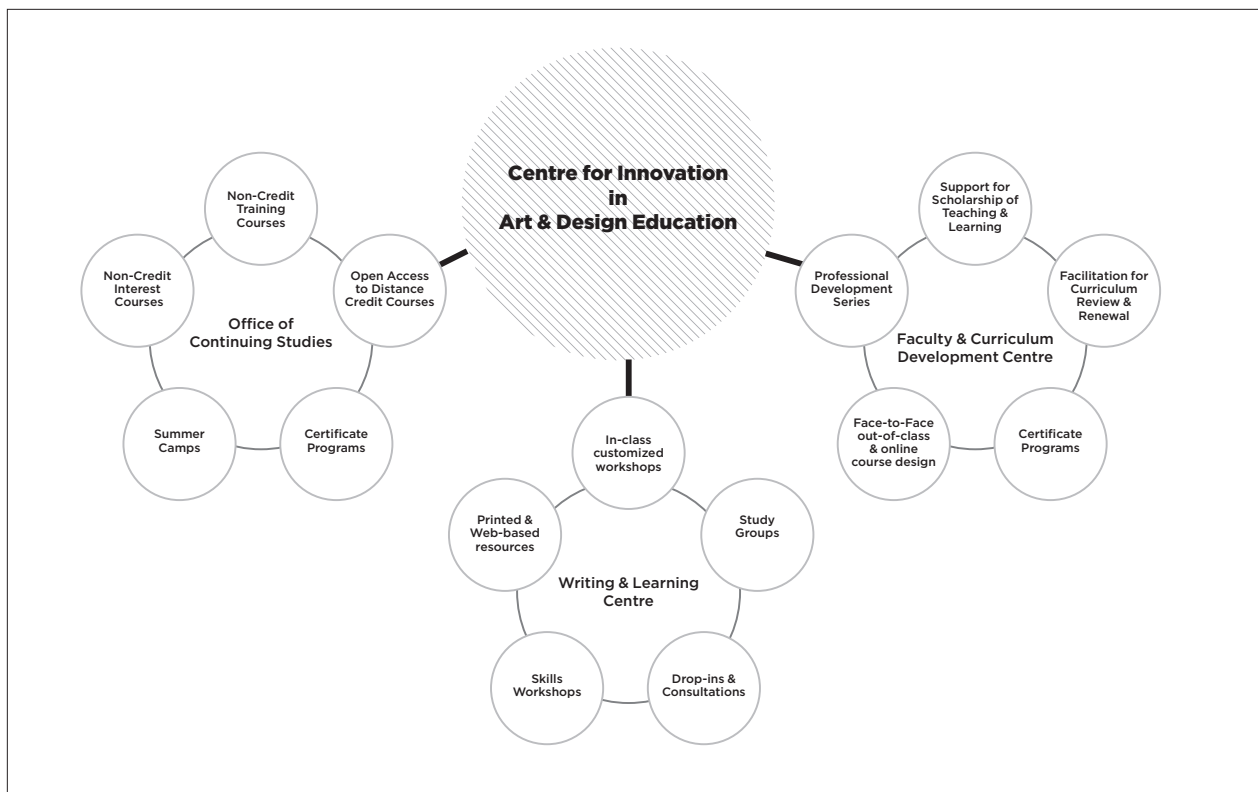 Centre for Innovation
in
Art & Design Education
Non-Credit
Training
Courses
Non-Credit
Interest
Courses
Open Access
to Distance
Credit Courses
Office of
Continuing Studies
Summer
Camps
Certificate
Programs
In-class
customized
workshops
Printed &
Web-based
resources
Study
Groups
Writing & Learning
Centre
Skills
Workshops
Drop-ins &
Consultations
Support for
Scholarship of
Teaching &
Learning
Professional
Development
Series
Facilitation for
Curriculum
Review &
Renewal
Faculty & Curriculum
Development Centre
Face-to-Face
out-of-class
& online
course design
Certificate
Programs